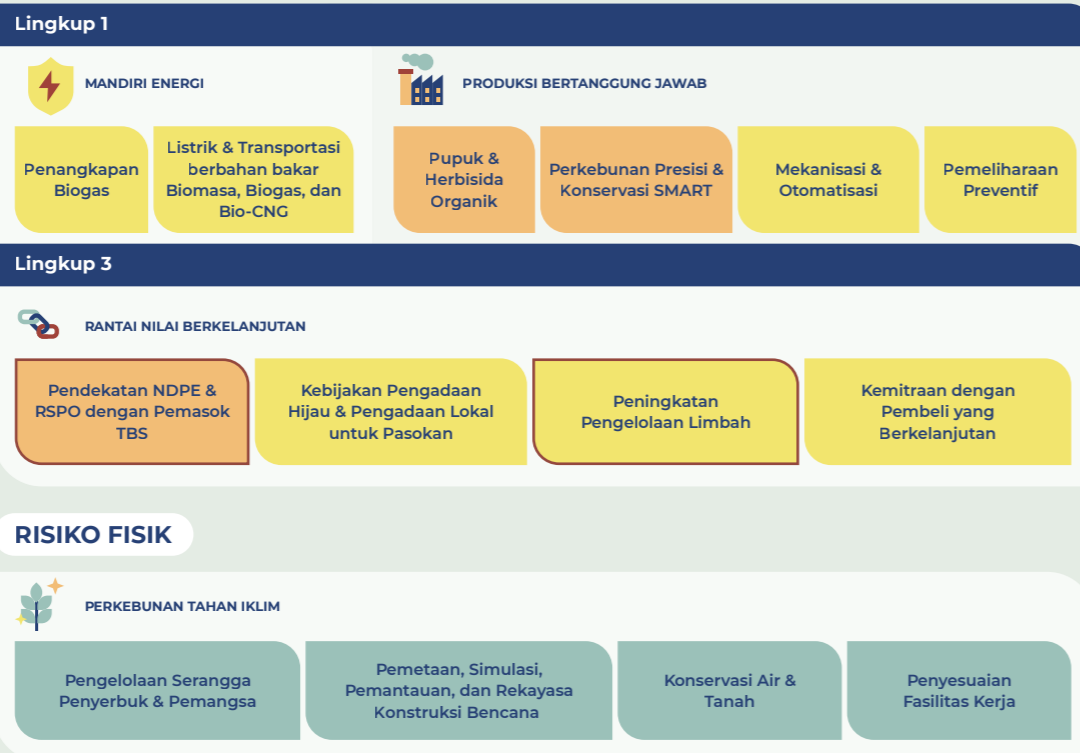 Lingkup 1
MANDIRI ENERGI
PRODUKSI BERTANGGUNG JAWAB
Penangkapan
Biogas
Listrik & Transportasi
berbahan bakar
Biomasa, Biogas, dan
Bio-CNG
Pupuk &
Herbisida
Organik
Perkebunan Presisi &
Konservasi SMART
Mekanisasi &
Otomatisasi
Pemeliharaan
Preventif
Lingkup 3
RANTAI NILAI BERKELANJUTAN
Pendekatan NDPE &
RSPO dengan Pemasok
TBS
Kebijakan Pengadaan
Hijau & Pengadaan Lokal
untuk Pasokan
Peningkatan
Pengelolaan Limbah
Kemitraan dengan
Pembeli yang
Berkelanjutan
RISIKO FISIK
PERKEBUNAN TAHAN IKLIM
Pengelolaan Serangga
Penyerbuk & Pemangsa
Pemetaan, Simulasi,
Pemantauan, dan Rekayasa
Konstruksi Bencana
Konservasi Air &
Tanah
Penyesuaian
Fasilitas Kerja